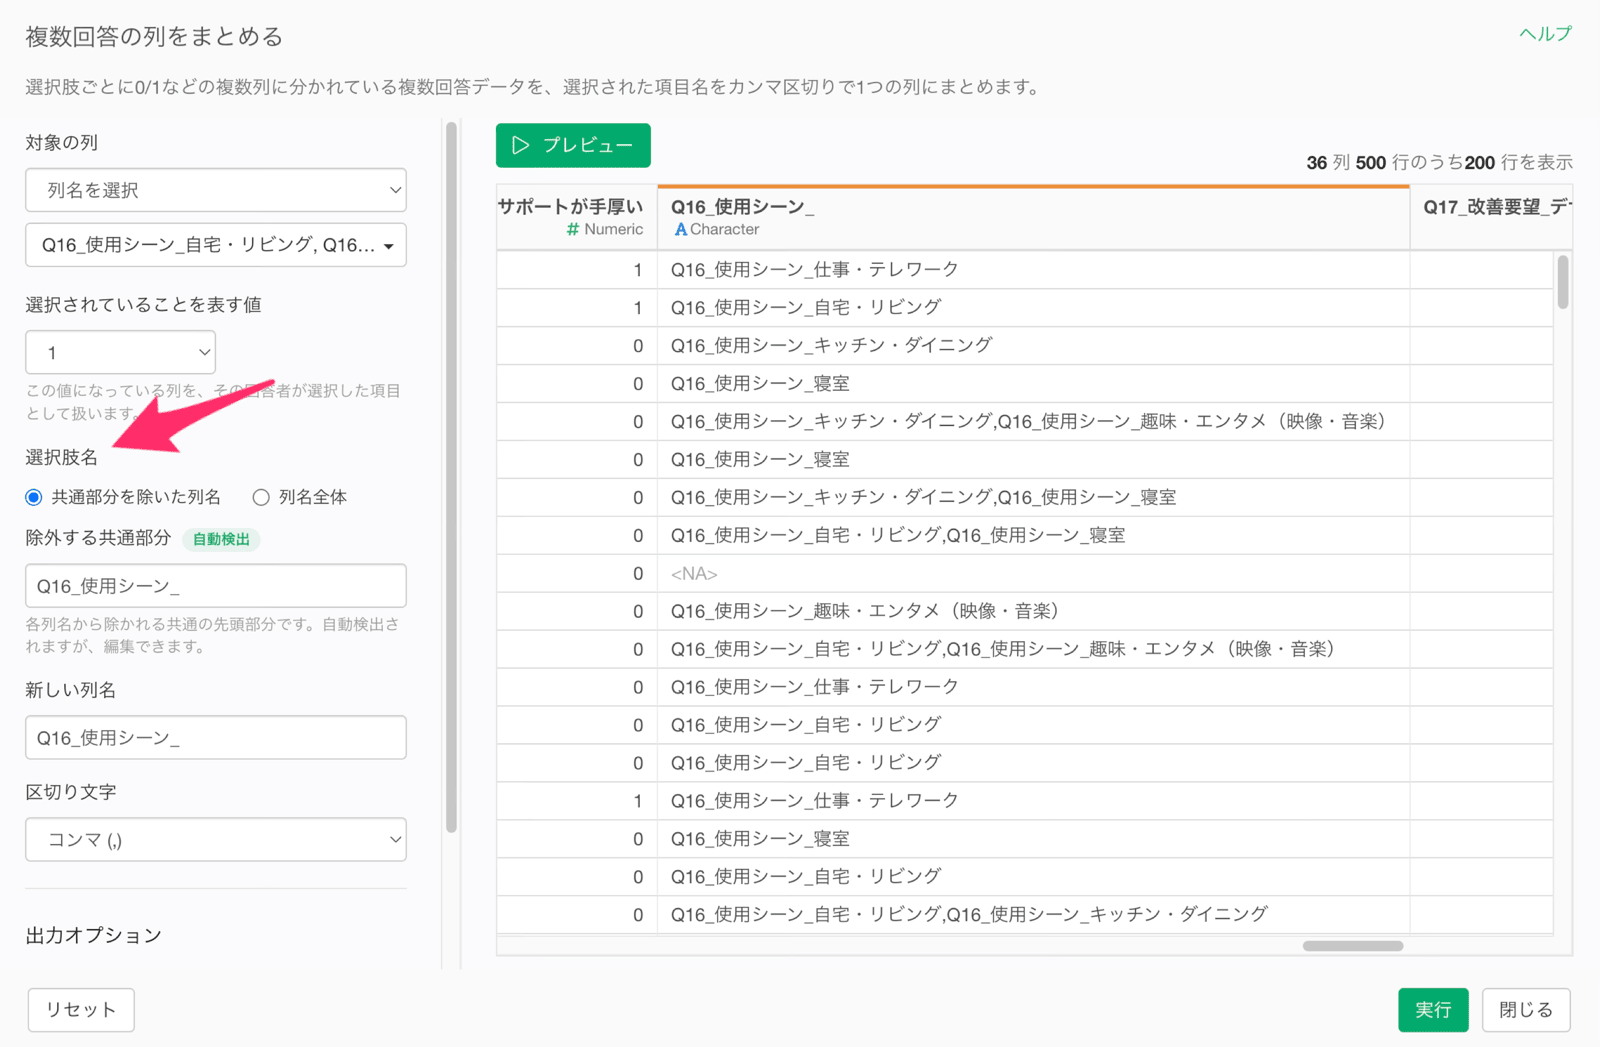 複数回答の列をまとめる
ヘルプ
選択肢ごとに0/1などの複数列に分かれている複数回答データを、選択された項目名をカンマ区切りで1つの列にまとめます。
対象の列
列名を選択
Q16_使用シーン_自宅・リビング, Q16...
選択されていることを表す値
1
この値になっている列を、その回答者が選択した項目
として扱います。
選択肢名
共通部分を除いた列名 列名全体
除外する共通部分 自動検出
Q16_使用シーン_
各列名から除かれる共通の先頭部分です。自動検出さ
れますが、編集できます。
新しい列名
Q16_使用シーン_
区切り文字
コンマ (,)
出力オプション
リセット
プレビュー
36 列 500 行のうち200 行を表示
サポートが手厚い Q16_使用シーン_ Q17_改善要望_デ
# Numeric A Character
1 Q16_使用シーン_仕事・テレワーク
1 Q16_使用シーン_自宅・リビング
0 Q16_使用シーン_キッチン・ダイニング
0 Q16_使用シーン_寝室
0 Q16_使用シーン_キッチン・ダイニング,Q16_使用シーン_趣味・エンタメ（映像・音楽）
0 Q16_使用シーン_寝室
0 Q16_使用シーン_キッチン・ダイニング,Q16_使用シーン_寝室
0 Q16_使用シーン_自宅・リビング,Q16_使用シーン_寝室
0 <NA>
0 Q16_使用シーン_趣味・エンタメ（映像・音楽）
0 Q16_使用シーン_自宅・リビング,Q16_使用シーン_趣味・エンタメ（映像・音楽）
0 Q16_使用シーン_仕事・テレワーク
0 Q16_使用シーン_自宅・リビング
0 Q16_使用シーン_自宅・リビング
1 Q16_使用シーン_仕事・テレワーク
0 Q16_使用シーン_寝室
0 Q16_使用シーン_自宅・リビング
0 Q16_使用シーン_自宅・リビング,Q16_使用シーン_キッチン・ダイニング
実行 閉じる